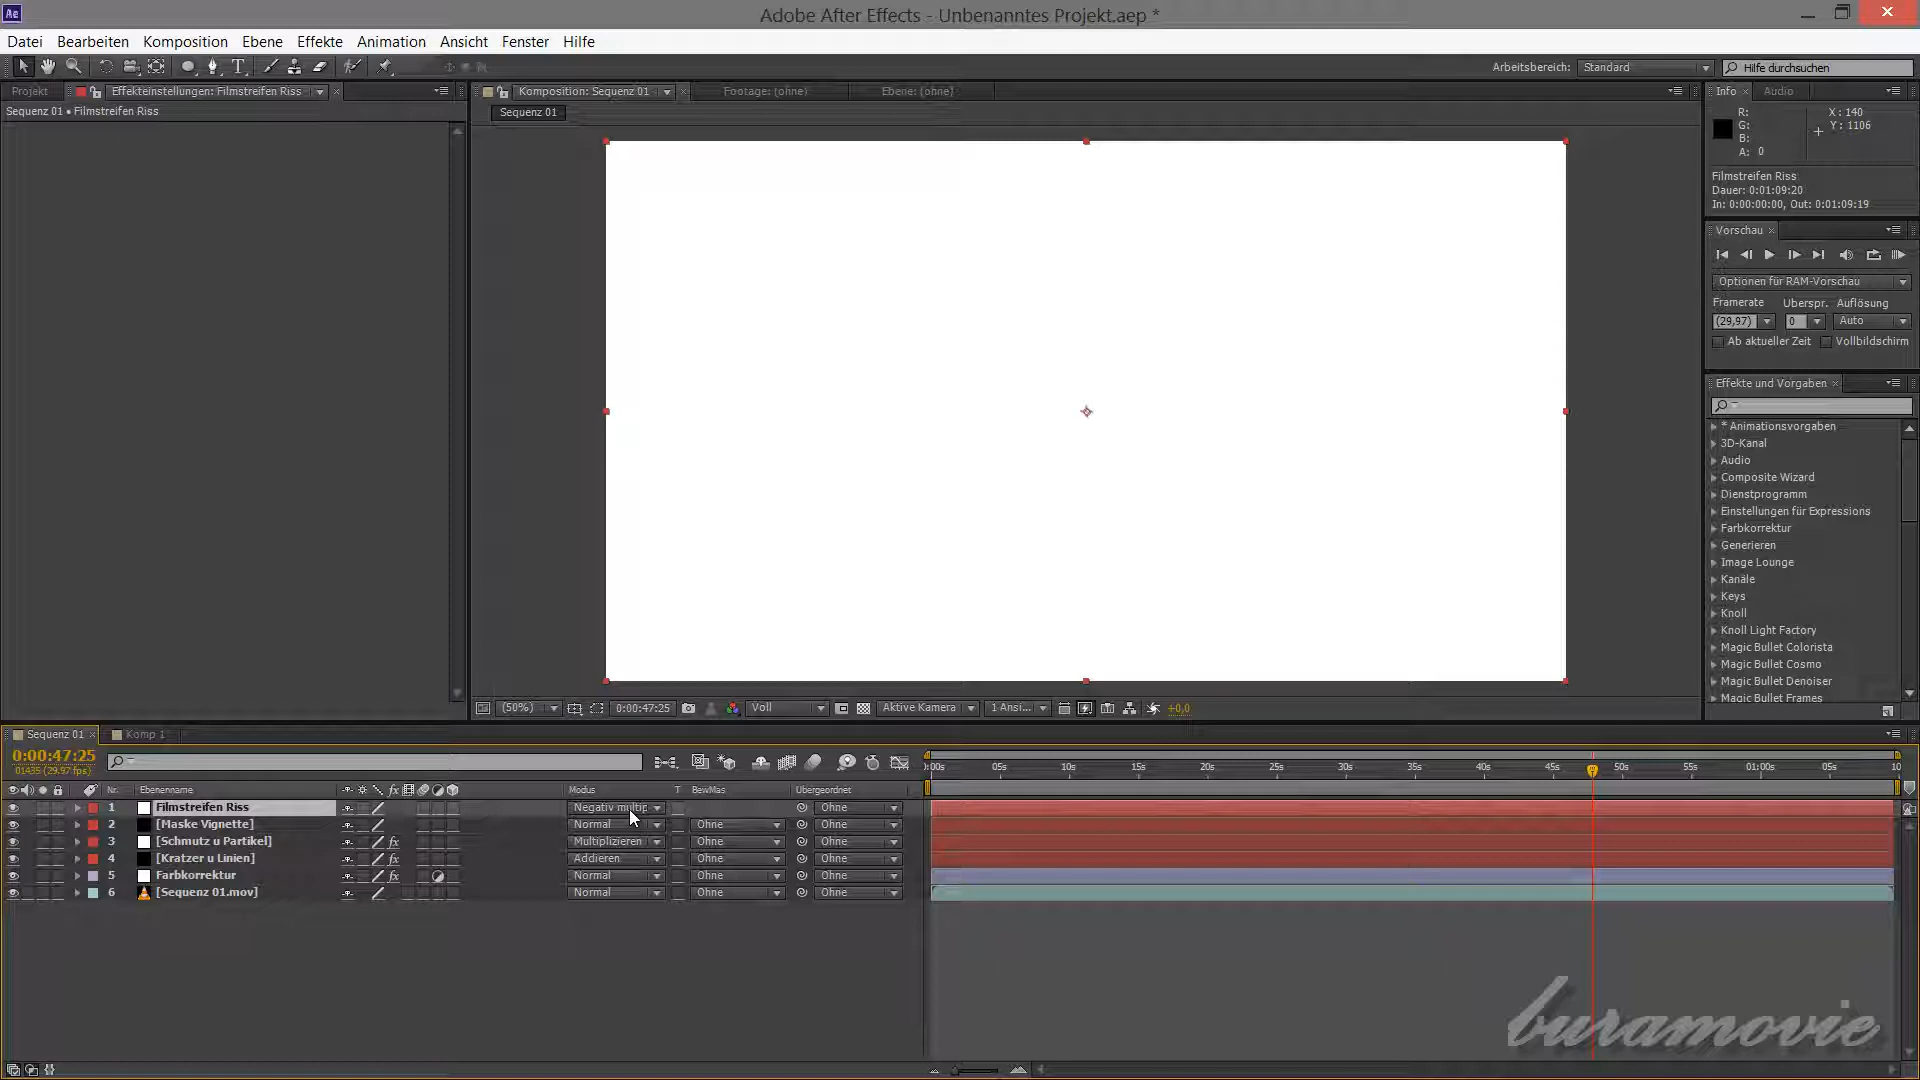 Ae
Adobe After Effects - Unbenanntes Projekt.aep *
Datei Bearbeiten Komposition Ebene Effekte Animation Ansicht Fenster Hilfe
Arbeitsbereich: Standard Hilfe durchsuchen
Projekt Effekteinstellungen: Filmstreifen Riss
Sequenz 01 • Filmstreifen Riss
Komposition: Sequenz 01 Footage: (ohne) Ebene: (ohne)
Sequenz 01
Info Audio
R: X : 140
G: Y : 1106
B:
A: 0
Filmstreifen Riss
Dauer: 0:01:09:20
In: 0:00:00:00, Out: 0:01:09:19
Vorschau
Optionen für RAM-Vorschau
Framerate Überspr. Auflösung
(29,97) 0 Auto
Ab aktueller Zeit Vollbildschirm
Effekte und Vorgaben
* Animationsvorgaben
3D-Kanal
Audio
Composite Wizard
Dienstprogramm
Einstellungen für Expressions
Farbkorrektur
Generieren
Image Lounge
Kanäle
Keys
Knoll
Knoll Light Factory
Magic Bullet Colorista
Magic Bullet Cosmo
Magic Bullet Denoiser
Magic Bullet Frames
(50%) 0:00:47:25 Voll Aktive Kamera 1 Ansi... +0,0
Sequenz 01 Komp 1
0:00:47:25
01435 (29.97 fps)
:00s 05s 10s 15s 20s 25s 30s 35s 40s 45s 50s 55s 01:00s 05s 10
Nr. Ebenenname fx Modus T BewMas Übergeordnet
1 Filmstreifen Riss Negativ multip Ohne
2 [Maske Vignette] Normal Ohne Ohne
3 [Schmutz u Partikel] fx Multiplizieren Ohne Ohne
4 [Kratzer u Linien] fx Addieren Ohne Ohne
5 Farbkorrektur fx Normal Ohne Ohne
6 [Sequenz 01.mov] Normal Ohne Ohne
buramovie